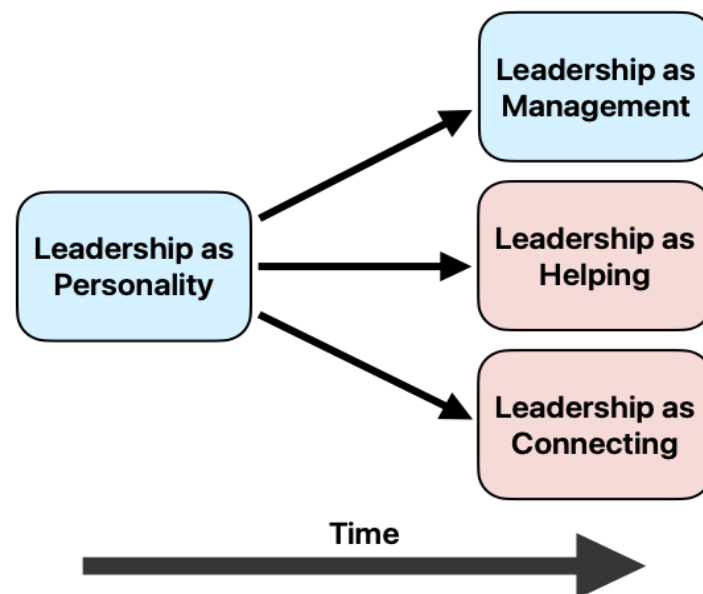 Leadership as
Management
Leadership as
Personality
Leadership as
Helping
Leadership as
Connecting
Time